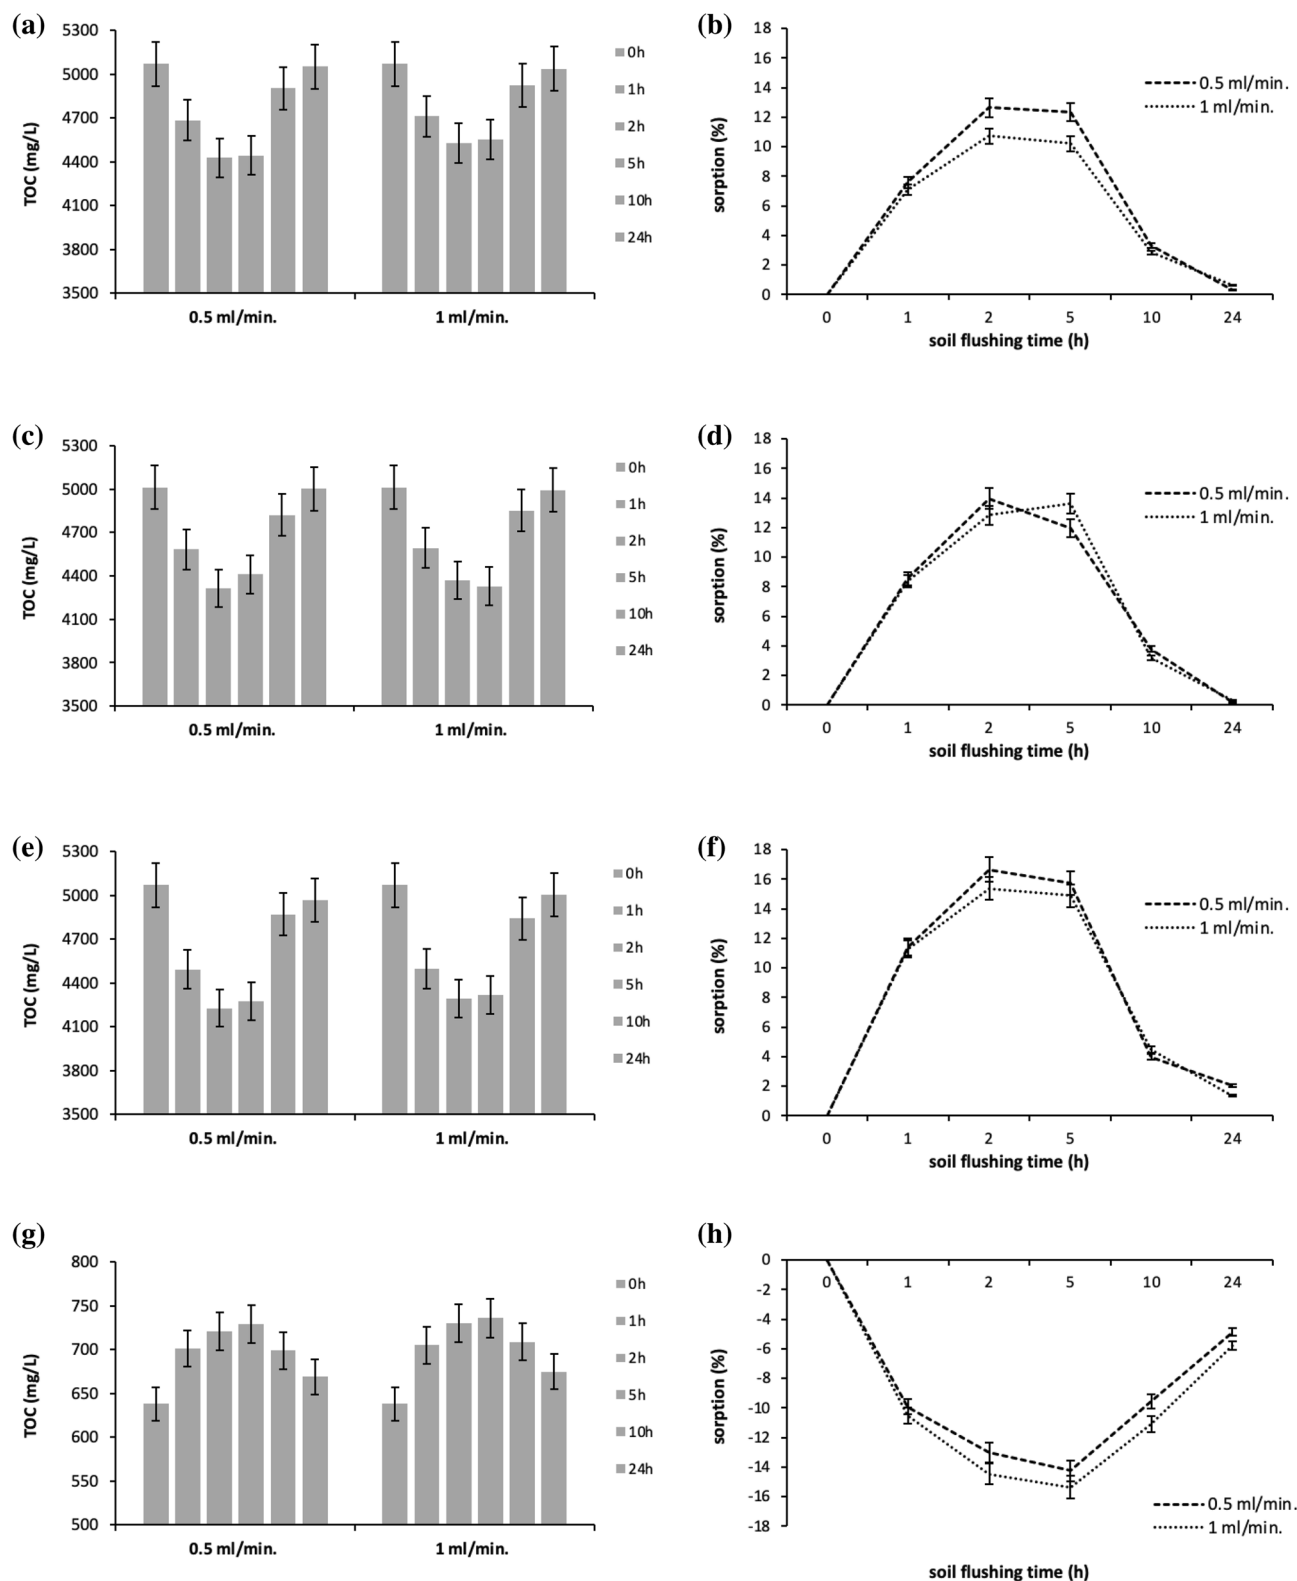 (a)
5300
5000
4700
4400
4100
3800
3500
TOC (mg/L)
0.5 ml/min.
1 ml/min.
0h
1h
2h
5h
10h
24h
(b)
18
16
14
12
10
8
6
4
2
0
sorption (%)
0 1 2 5 10 24
soil flushing time (h)
0.5 ml/min.
1 ml/min.
(c)
5300
5000
4700
4400
4100
3800
3500
TOC (mg/L)
0.5 ml/min.
1 ml/min.
0h
1h
2h
5h
10h
24h
(d)
18
16
14
12
10
8
6
4
2
0
sorption (%)
0 1 2 5 10 24
soil flushing time (h)
0.5 ml/min.
1 ml/min.
(e)
5300
5000
4700
4400
4100
3800
3500
TOC (mg/L)
0.5 ml/min.
1 ml/min.
0h
1h
2h
5h
10h
24h
(f)
18
16
14
12
10
8
6
4
2
0
sorption (%)
0 1 2 5 24
soil flushing time (h)
0.5 ml/min.
1 ml/min.
(g)
800
750
700
650
600
550
500
TOC (mg/L)
0.5 ml/min.
1 ml/min.
0h
1h
2h
5h
10h
24h
(h)
0
-2
-4
-6
-8
-10
-12
-14
-16
-18
sorption (%)
0 1 2 5 10 24
0.5 ml/min.
1 ml/min.
soil flushing time (h)